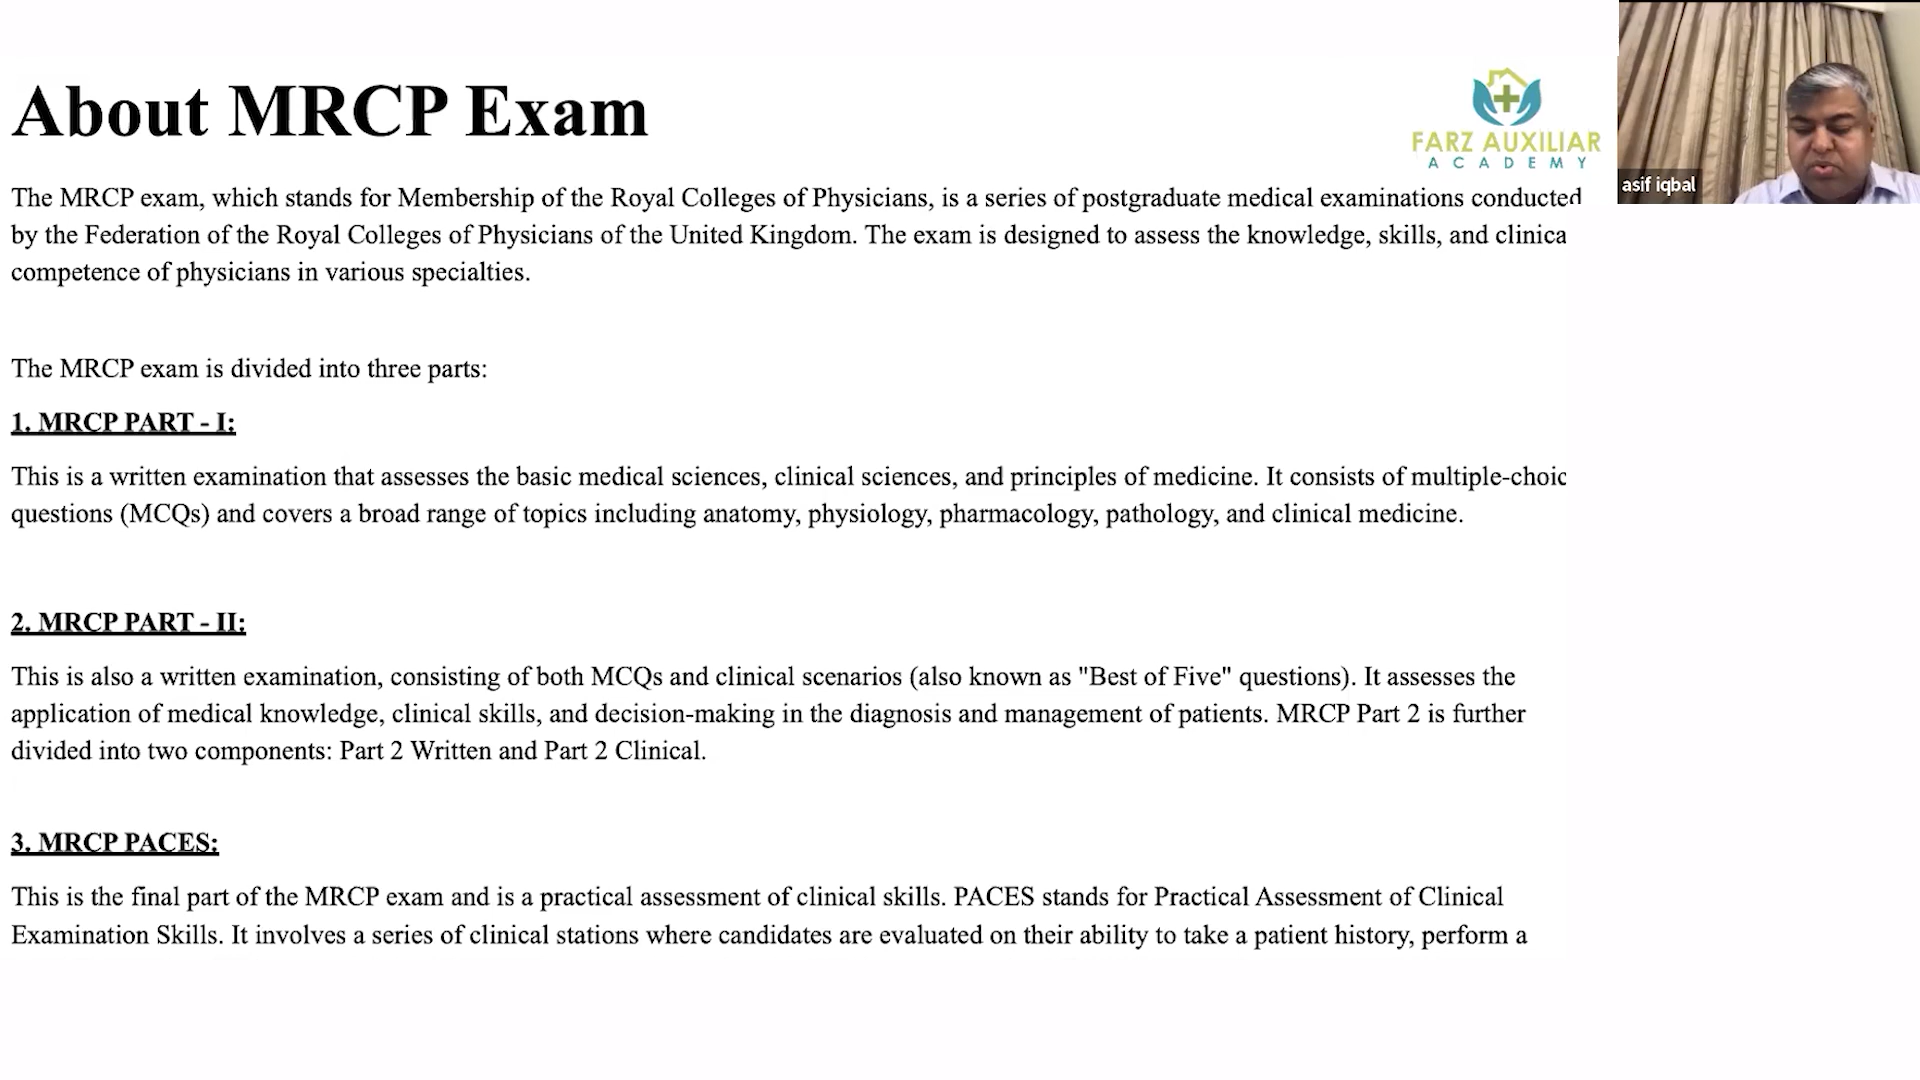 About MRCP Exam
FARZ AUXILIAR
ACADEMY
asif iqbal
The MRCP exam, which stands for Membership of the Royal Colleges of Physicians, is a series of postgraduate medical examinations conducted
by the Federation of the Royal Colleges of Physicians of the United Kingdom. The exam is designed to assess the knowledge, skills, and clinica
competence of physicians in various specialties.
The MRCP exam is divided into three parts:
1. MRCP PART - I:
This is a written examination that assesses the basic medical sciences, clinical sciences, and principles of medicine. It consists of multiple-choic
questions (MCQs) and covers a broad range of topics including anatomy, physiology, pharmacology, pathology, and clinical medicine.
2. MRCP PART - II:
This is also a written examination, consisting of both MCQs and clinical scenarios (also known as "Best of Five" questions). It assesses the
application of medical knowledge, clinical skills, and decision-making in the diagnosis and management of patients. MRCP Part 2 is further
divided into two components: Part 2 Written and Part 2 Clinical.
3. MRCP PACES:
This is the final part of the MRCP exam and is a practical assessment of clinical skills. PACES stands for Practical Assessment of Clinical
Examination Skills. It involves a series of clinical stations where candidates are evaluated on their ability to take a patient history, perform a